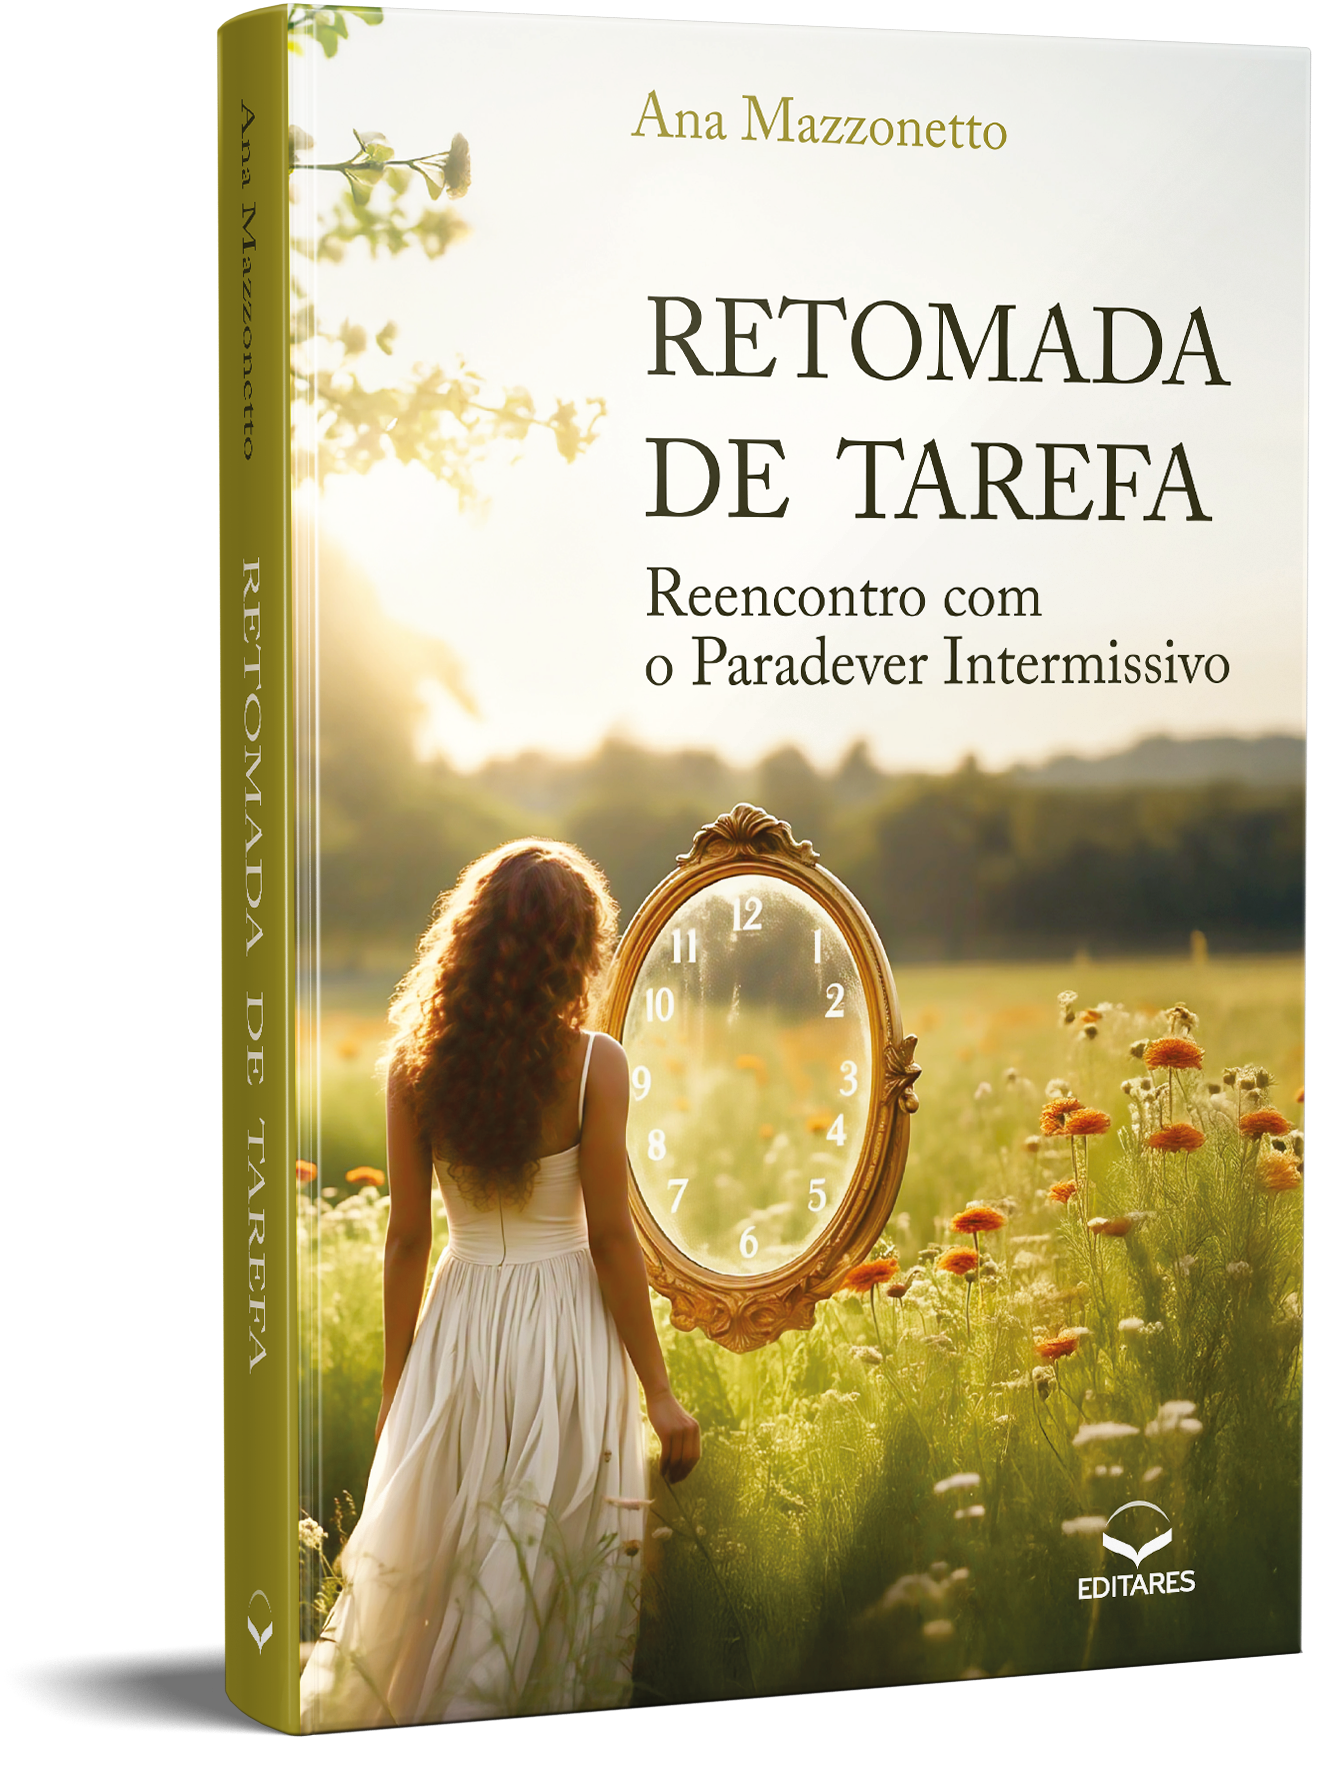 Ana Mazzonetto
RETOMADA DE TAREFA
Ana Mazzonetto
RETOMADA
DE TAREFA
Reencontro com
o Paradever Intermissivo
12
11
1
10
2
9
3
8
4
7
5
6
EDITARES